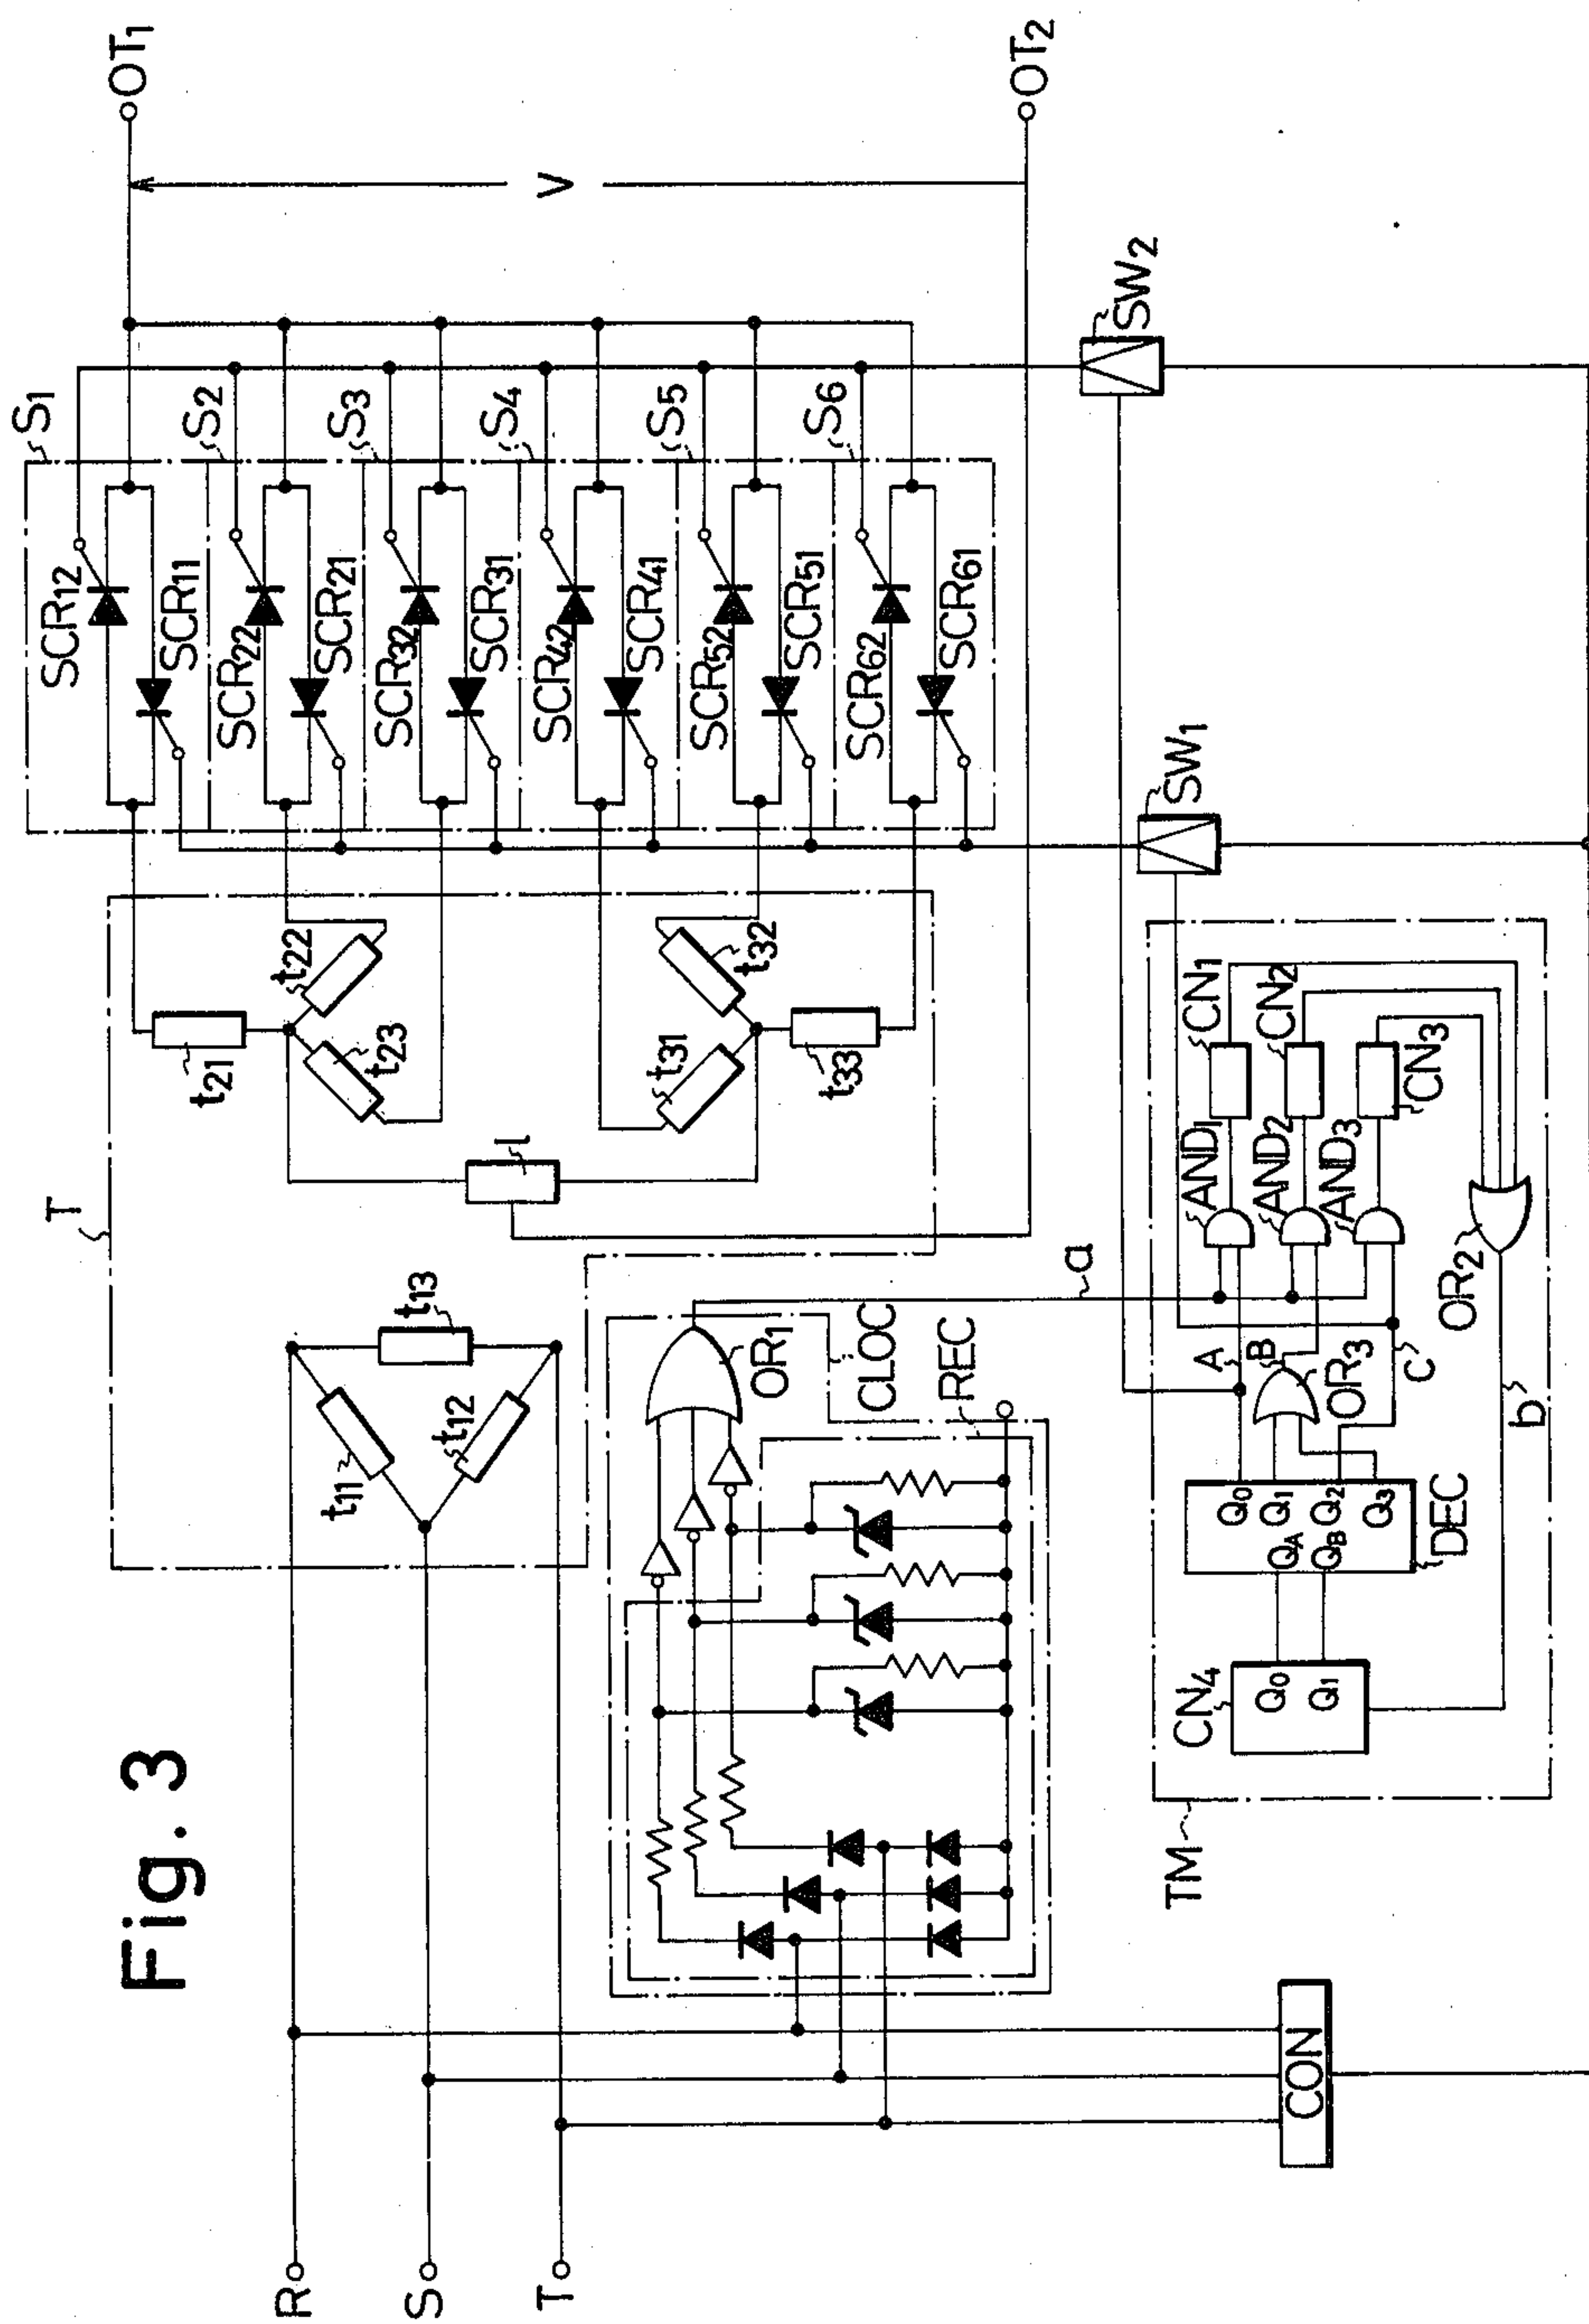 Fig. 3
R
S
T
T
t11
t12
t13
t21
t22
t23
l
t31
t32
t33
S1
SCR12
SCR11
S2
SCR22
SCR21
S3
SCR32
SCR31
S4
SCR42
SCR41
S5
SCR52
SCR51
S6
SCR62
SCR61
OT1
V
OT2
OR1
CLOC
REC
a
SW1
SW2
CON
TM
CN4
Q0
Q1
QA
QB
Q0
Q1
Q2
Q3
DEC
A
B
OR3
C
b
AND1
AND2
AND3
CN1
CN2
CN3
OR2